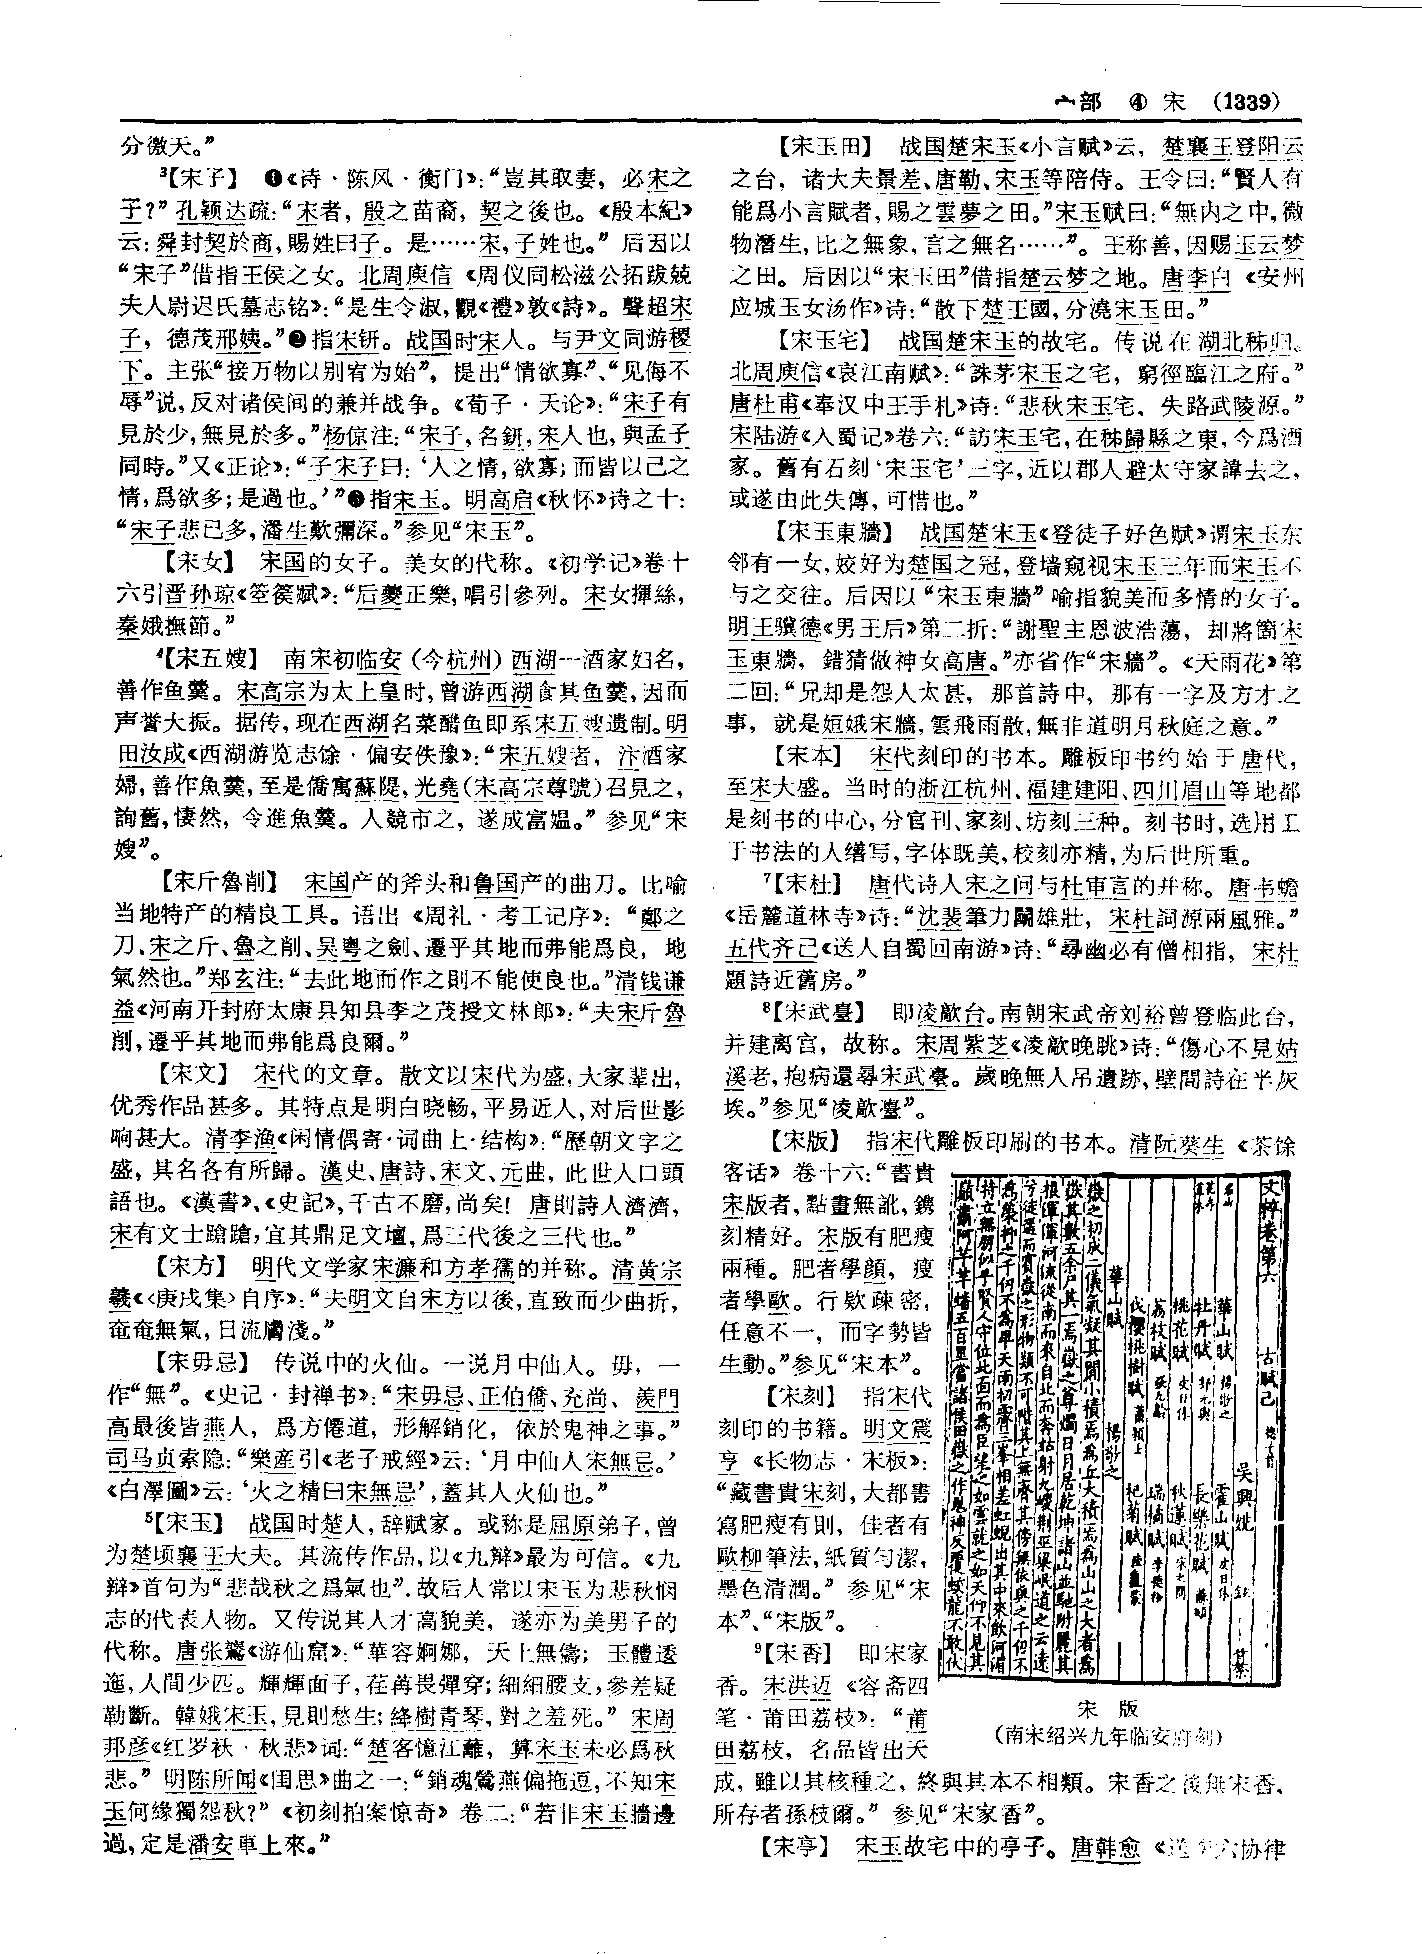 宀部 ④ 宋 (1339)
分微天。”
³【宋子】 ❶《诗·陈风·衡门》：“豈其取妻，必宋之
子？”孔颖达疏：“宋者，殷之苗裔，契之後也。《殷本紀》
云：舜封契於商，賜姓曰子。是……宋，子姓也。”后因以
“宋子”借指王侯之女。北周庾信《周仪同松滋公拓跋兢
夫人尉迟氏墓志铭》：“是生令淑，觀《禮》敦《詩》。聲超宋
子，德茂邢姨。”❷指宋钘。战国时宋人。与尹文同游稷
下。主张“接万物以别宥为始”，提出“情欲寡”、“见侮不
辱”说，反对诸侯间的兼并战争。《荀子·天论》：“宋子有
見於少，無見於多。”杨倞注：“宋子，名鈃，宋人也，與孟子
同時。”又《正论》：“子宋子曰：‘人之情，欲寡；而皆以己之
情，爲欲多；是過也。’”❸指宋玉。明高启《秋怀》诗之十：
“宋子悲已多，潘生歎彌深。”参见“宋玉”。
【宋女】 宋国的女子。美女的代称。《初学记》卷十
六引晋孙琼《箜篌赋》：“后夔正樂，唱引參列。宋女揮絲，
秦娥撫節。”
⁴【宋五嫂】 南宋初临安（今杭州）西湖一酒家妇名，
善作鱼羹。宋高宗为太上皇时，曾游西湖食其鱼羹，因而
声誉大振。据传，现在西湖名菜醋鱼即系宋五嫂遗制。明
田汝成《西湖游览志馀·偏安佚豫》：“宋五嫂者，汴酒家
婦，善作魚羹，至是僑寓蘇隄，光堯（宋高宗尊號）召見之，
詢舊，悽然，令進魚羹。人競市之，遂成富媪。”参见“宋
嫂”。
【宋斤魯削】 宋国产的斧头和鲁国产的曲刀。比喻
当地特产的精良工具。语出《周礼·考工记序》：“鄭之
刀、宋之斤、魯之削、吴粤之劍、遷乎其地而弗能爲良，地
氣然也。”郑玄注：“去此地而作之則不能使良也。”清钱谦
益《河南开封府太康县知县李之茂授文林郎》：“夫宋斤魯
削，遷乎其地而弗能爲良爾。”
【宋文】 宋代的文章。散文以宋代为盛，大家辈出，
优秀作品甚多。其特点是明白晓畅，平易近人，对后世影
响甚大。清李渔《闲情偶寄·词曲上·结构》：“歷朝文字之
盛，其名各有所歸。漢史、唐詩、宋文、元曲，此世人口頭
語也。《漢書》、《史記》，千古不磨，尚矣！唐則詩人濟濟，
宋有文士蹌蹌，宜其鼎足文壇，爲三代後之三代也。”
【宋方】 明代文学家宋濂和方孝孺的并称。清黄宗
羲《〈庚戌集〉自序》：“夫明文自宋方以後，直致而少曲折，
奄奄無氣，日流膚淺。”
【宋毋忌】 传说中的火仙。一说月中仙人。毋，一
作“無”。《史记·封禅书》：“宋毋忌、正伯僑、充尚、羨門
高最後皆燕人，爲方僊道，形解銷化，依於鬼神之事。”
司马贞索隐：“樂産引《老子戒經》云：‘月中仙人宋無忌。’
《白澤圖》云：‘火之精曰宋無忌’，蓋其人火仙也。”
⁵【宋玉】 战国时楚人，辞赋家。或称是屈原弟子，曾
为楚顷襄王大夫。其流传作品，以《九辩》最为可信。《九
辩》首句为“悲哉秋之爲氣也”，故后人常以宋玉为悲秋悯
志的代表人物。又传说其人才高貌美，遂亦为美男子的
代称。唐张鷟《游仙窟》：“華容婀娜，天上無儔；玉體逶
迤，人間少匹。輝輝面子，荏苒畏彈穿；細細腰支，參差疑
勒斷。韓娥宋玉，見則愁生；絳樹青琴，對之羞死。”宋周
邦彦《红罗袄·秋悲》词：“楚客憶江蘺，算宋玉未必爲秋
悲。”明陈所闻《闺思》曲之一：“銷魂鶯燕偏拖逗，不知宋
玉何緣獨怨秋？”《初刻拍案惊奇》卷二：“若非宋玉牆邊
過，定是潘安車上來。”
【宋玉田】 战国楚宋玉《小言赋》云，楚襄王登阳云
之台，诸大夫景差、唐勒、宋玉等陪侍。王令曰：“賢人有
能爲小言賦者，賜之雲夢之田。”宋玉赋曰：“無内之中，微
物潛生，比之無象，言之無名……”。王称善，因赐玉云梦
之田。后因以“宋玉田”借指楚云梦之地。唐李白《安州
应城玉女汤作》诗：“散下楚王國，分澆宋玉田。”
【宋玉宅】 战国楚宋玉的故宅。传说在湖北秭归。
北周庾信《哀江南赋》：“誅茅宋玉之宅，窮徑臨江之府。”
唐杜甫《奉汉中王手札》诗：“悲秋宋玉宅，失路武陵源。”
宋陆游《入蜀记》卷六：“訪宋玉宅，在秭歸縣之東，今爲酒
家。舊有石刻‘宋玉宅’三字，近以郡人避太守家諱去之，
或遂由此失傳，可惜也。”
【宋玉東牆】 战国楚宋玉《登徒子好色赋》谓宋玉东
邻有一女，姣好为楚国之冠，登墙窥视宋玉三年而宋玉不
与之交往。后因以“宋玉東牆”喻指貌美而多情的女子。
明王骥德《男王后》第二折：“謝聖主恩波浩蕩，却將箇宋
玉東牆，錯猜做神女高唐。”亦省作“宋牆”。《天雨花》第
二回：“兄却是怨人太甚，那首詩中，那有一字及方才之
事，就是姮娥宋牆，雲飛雨散，無非道明月秋庭之意。”
【宋本】 宋代刻印的书本。雕板印书约始于唐代，
至宋大盛。当时的浙江杭州、福建建阳、四川眉山等地都
是刻书的中心，分官刊、家刻、坊刻三种。刻书时，选用工
于书法的人缮写，字体既美，校刻亦精，为后世所重。
⁷【宋杜】 唐代诗人宋之问与杜审言的并称。唐韦蟾
《岳麓道林寺》诗：“沈裴筆力鬭雄壯，宋杜詞源兩風雅。”
五代齐己《送人自蜀回南游》诗：“尋幽必有僧相指，宋杜
題詩近舊房。”
⁸【宋武臺】 即凌歊台。南朝宋武帝刘裕曾登临此台，
并建离宫，故称。宋周紫芝《凌歊晚眺》诗：“傷心不見姑
溪老，抱病還尋宋武臺。歲晚無人吊遺跡，壁間詩在半灰
埃。”参见“凌歊臺”。
【宋版】 指宋代雕板印刷的书本。清阮葵生《茶馀
客话》卷十六：“書貴
宋版者，點畫無訛，鐫
刻精好。宋版有肥瘦
兩種。肥者學顔，瘦
者學歐。行欵疎密，
任意不一，而字勢皆
生動。”参见“宋本”。
【宋刻】 指宋代
刻印的书籍。明文震
亨《长物志·宋板》：
“藏書貴宋刻，大都書
寫肥瘦有則，佳者有
歐柳筆法，紙質勻潔，
墨色清潤。”参见“宋
本”、“宋版”。
⁹【宋香】 即宋家
香。宋洪迈《容斋四
笔·莆田荔枝》：“莆
田荔枝，名品皆出天
成，雖以其核種之，終與其本不相類。宋香之後無宋香，
所存者孫枝爾。”参见“宋家香”。
【宋亭】 宋玉故宅中的亭子。唐韩愈《送李六协律
文粹卷第六
古賦己
吴興姚
華山賦
霍山賦
牡丹賦
長樂花賦
桃花賦
秋蓮賦
荔枝賦
瑞橘賦
伐櫻桃樹賦
杞菊賦
華山賦
楊敬之
宋 版
（南宋绍兴九年临安府刻）